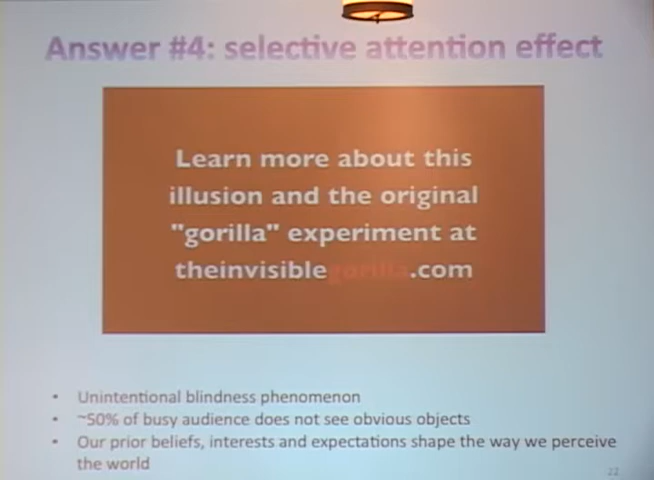 Answer #4: selective attention effect
Learn more about this
illusion and the original
"gorilla" experiment at
theinvisiblegorilla.com
• Unintentional blindness phenomenon
• ~50% of busy audience does not see obvious objects
• Our prior beliefs, interests and expectations shape the way we perceive
the world
22